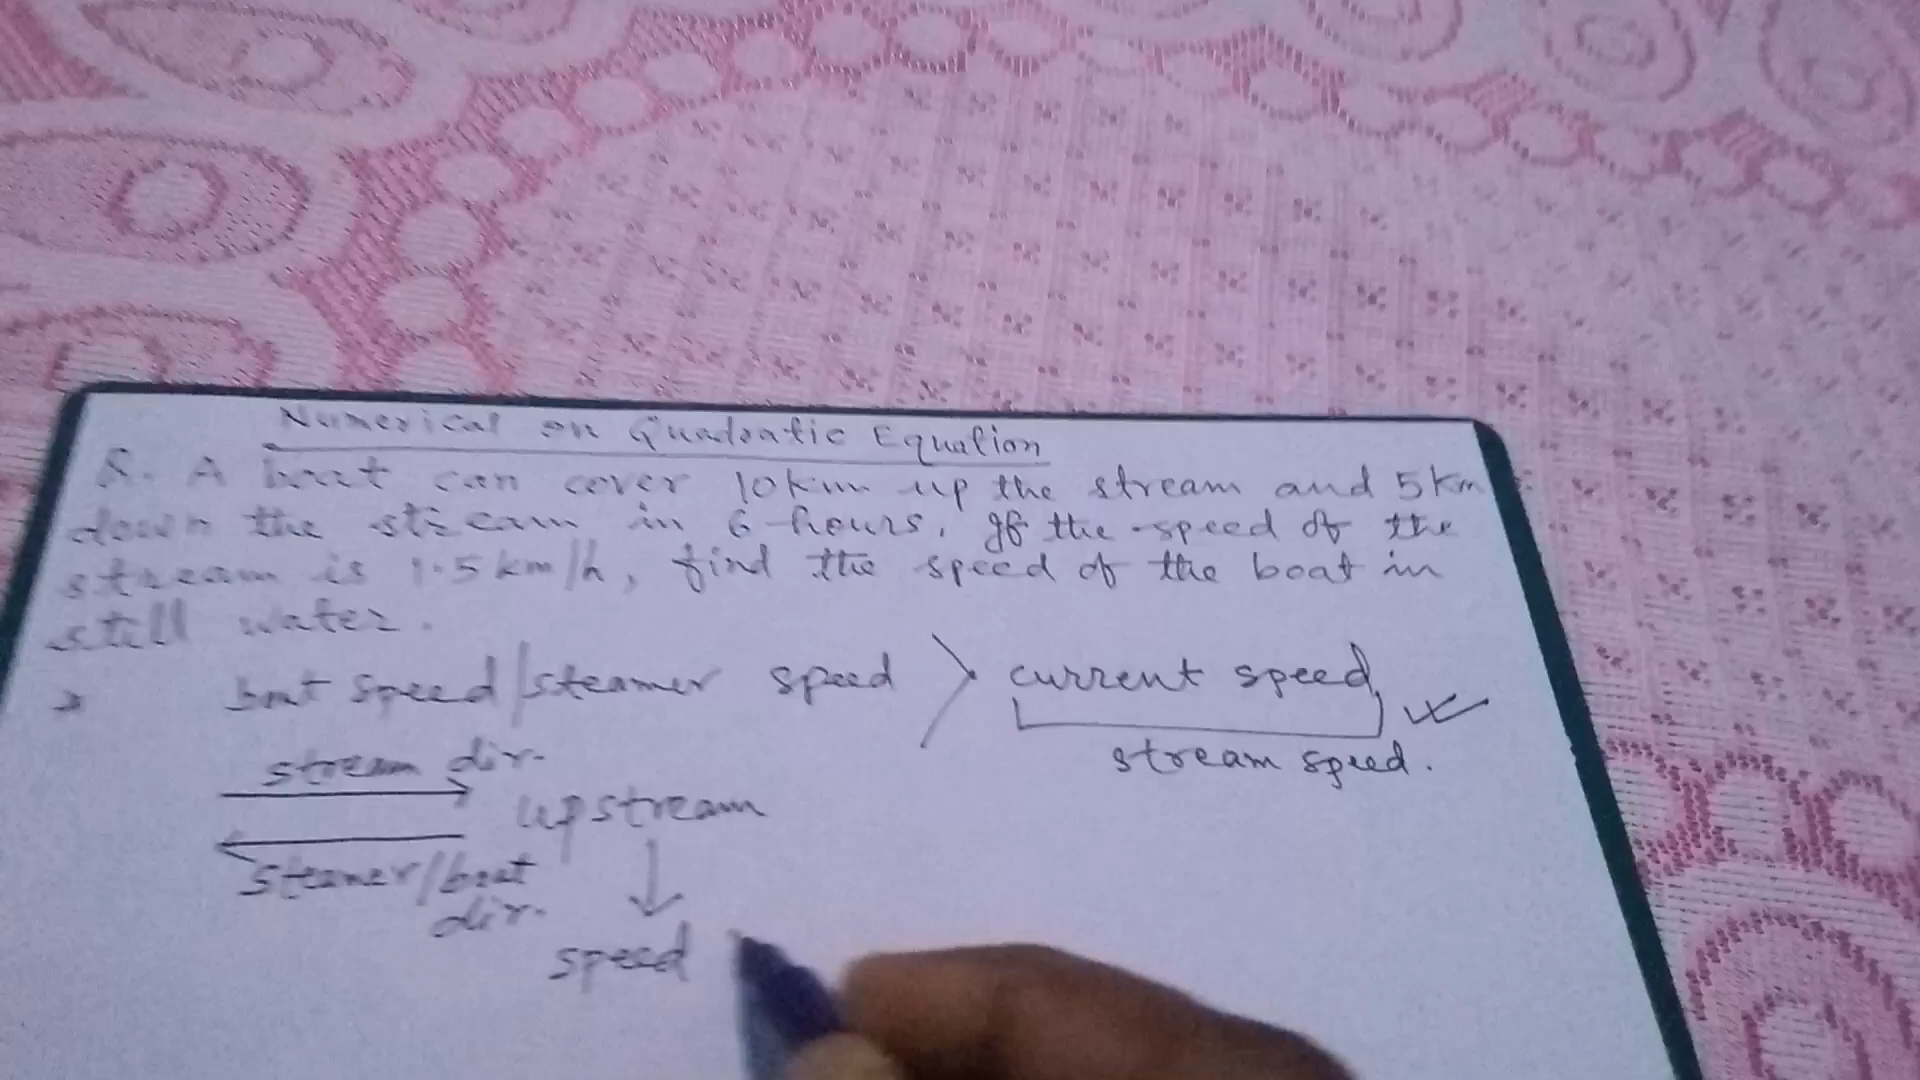 Numerical on Quadratic Equation
Q. A boat can cover 10km up the stream and 5km
down the stream in 6 hours. If the speed of the
stream is 1.5km/h, find the speed of the boat in
still water.
boat speed/steamer speed > current speed
stream speed.
stream dir.
upstream
steamer/boat
dir.
speed